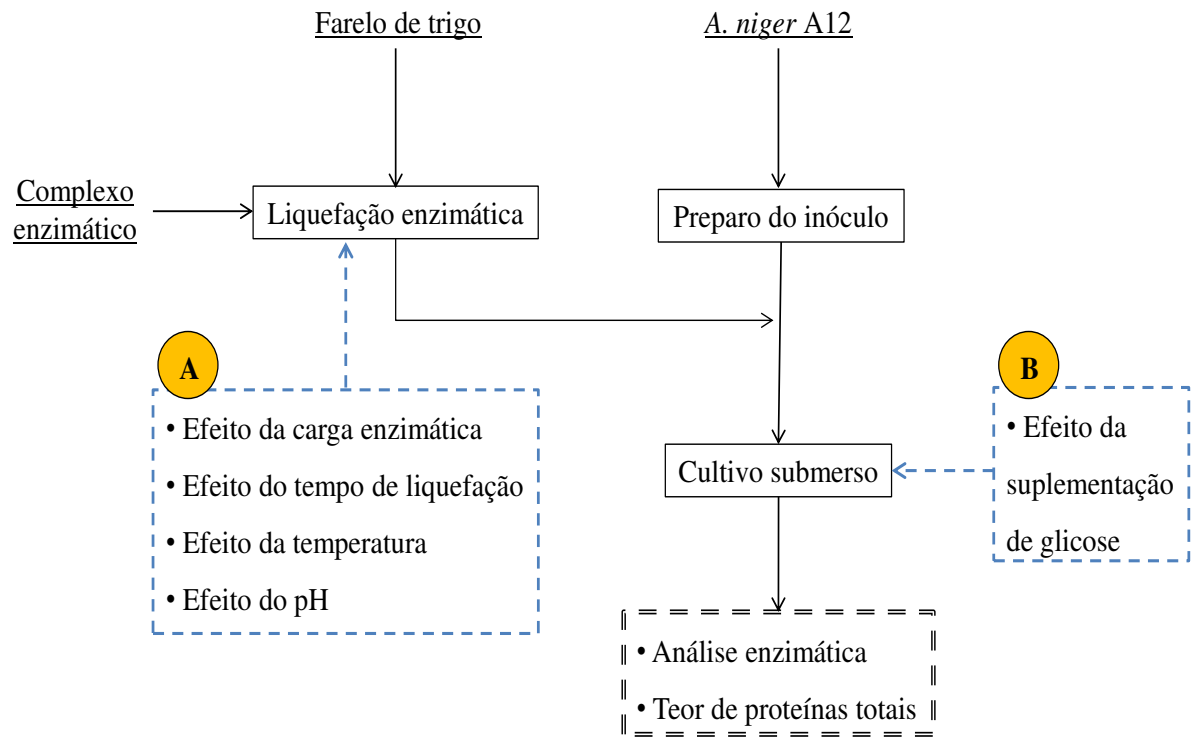 Farelo de trigo
A. niger A12
Complexo
enzimático
Liquefação enzimática
Preparo do inóculo
A
• Efeito da carga enzimática
• Efeito do tempo de liquefação
• Efeito da temperatura
• Efeito do pH
B
• Efeito da
suplementação
de glicose
Cultivo submerso
• Análise enzimática
• Teor de proteínas totais